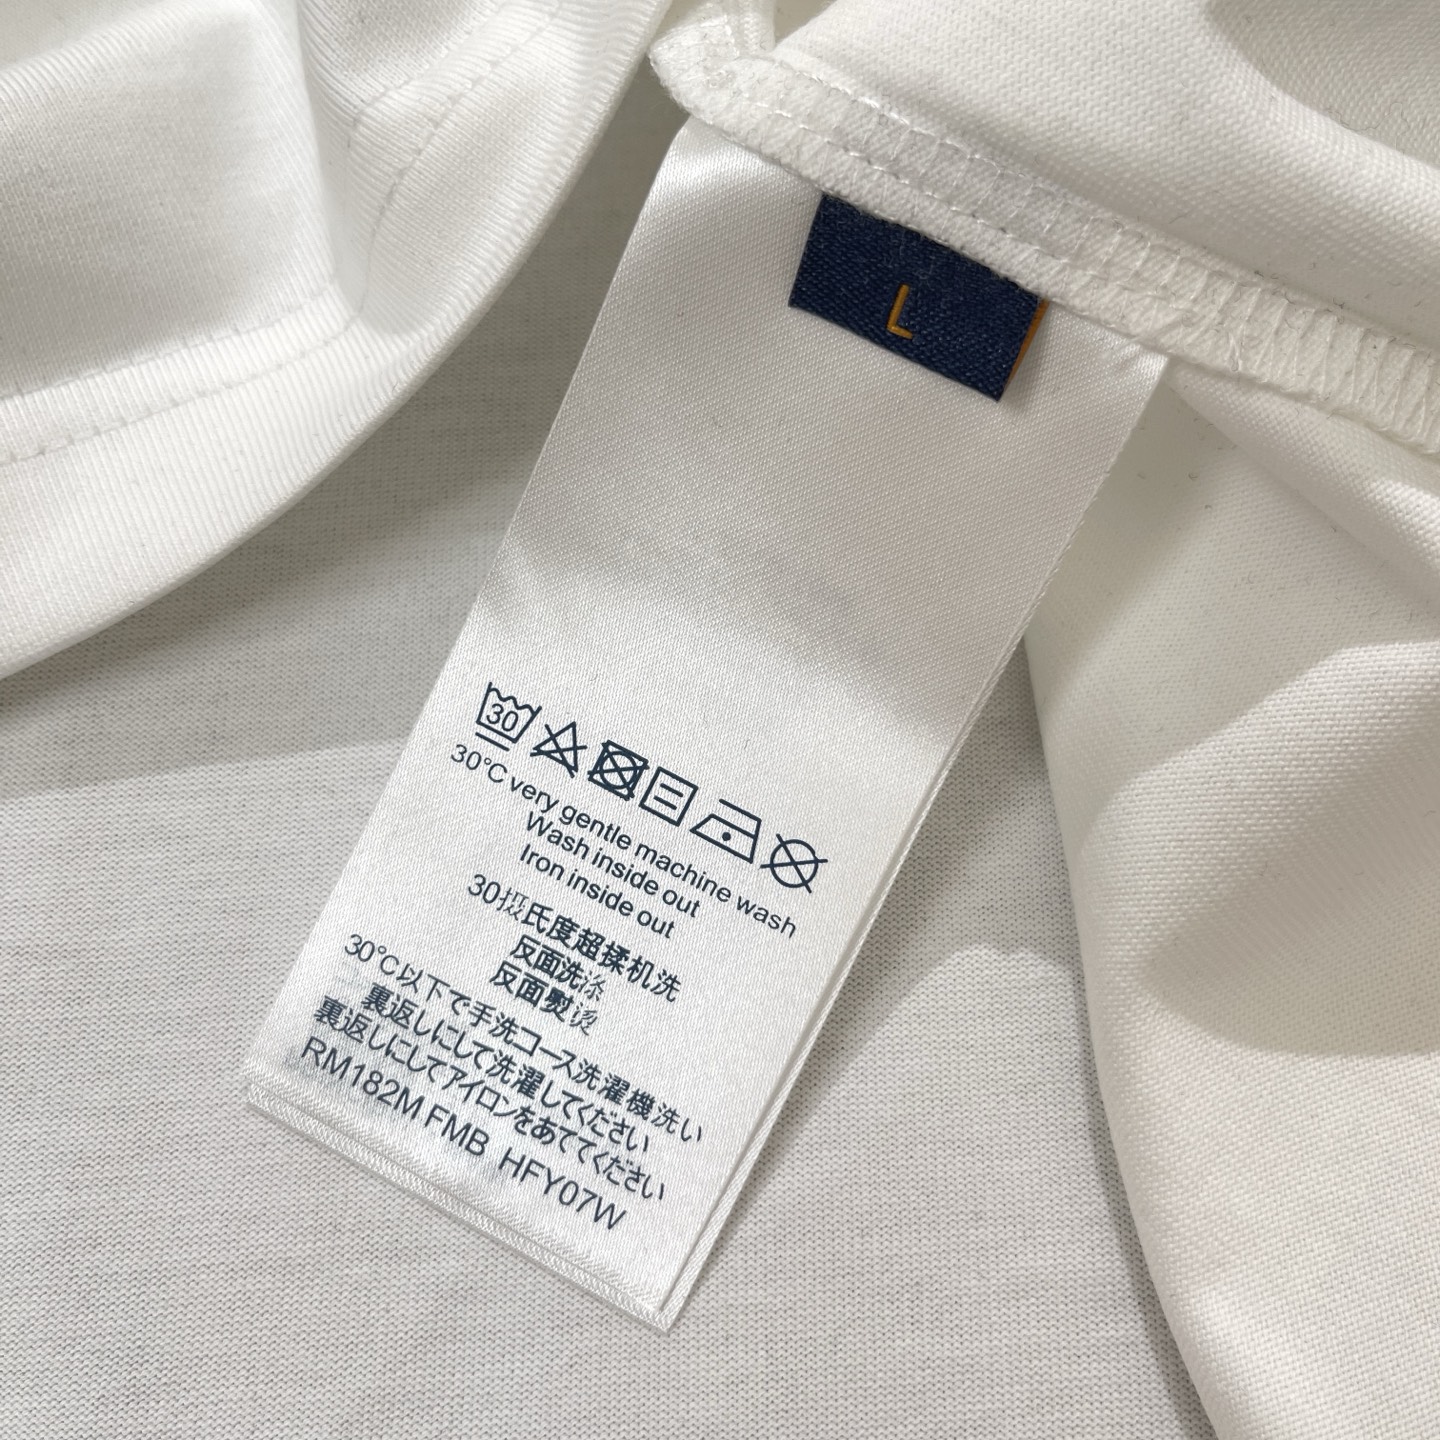 L
30
30°C very gentle machine wash
Wash inside out
Iron inside out
30摄氏度超揉机洗
反面洗涤
反面熨烫
30°C以下で手洗コース洗濯機洗い
裏返しにして洗濯してください
裏返しにしてアイロンをあててください
RM182M FMB HFY07W